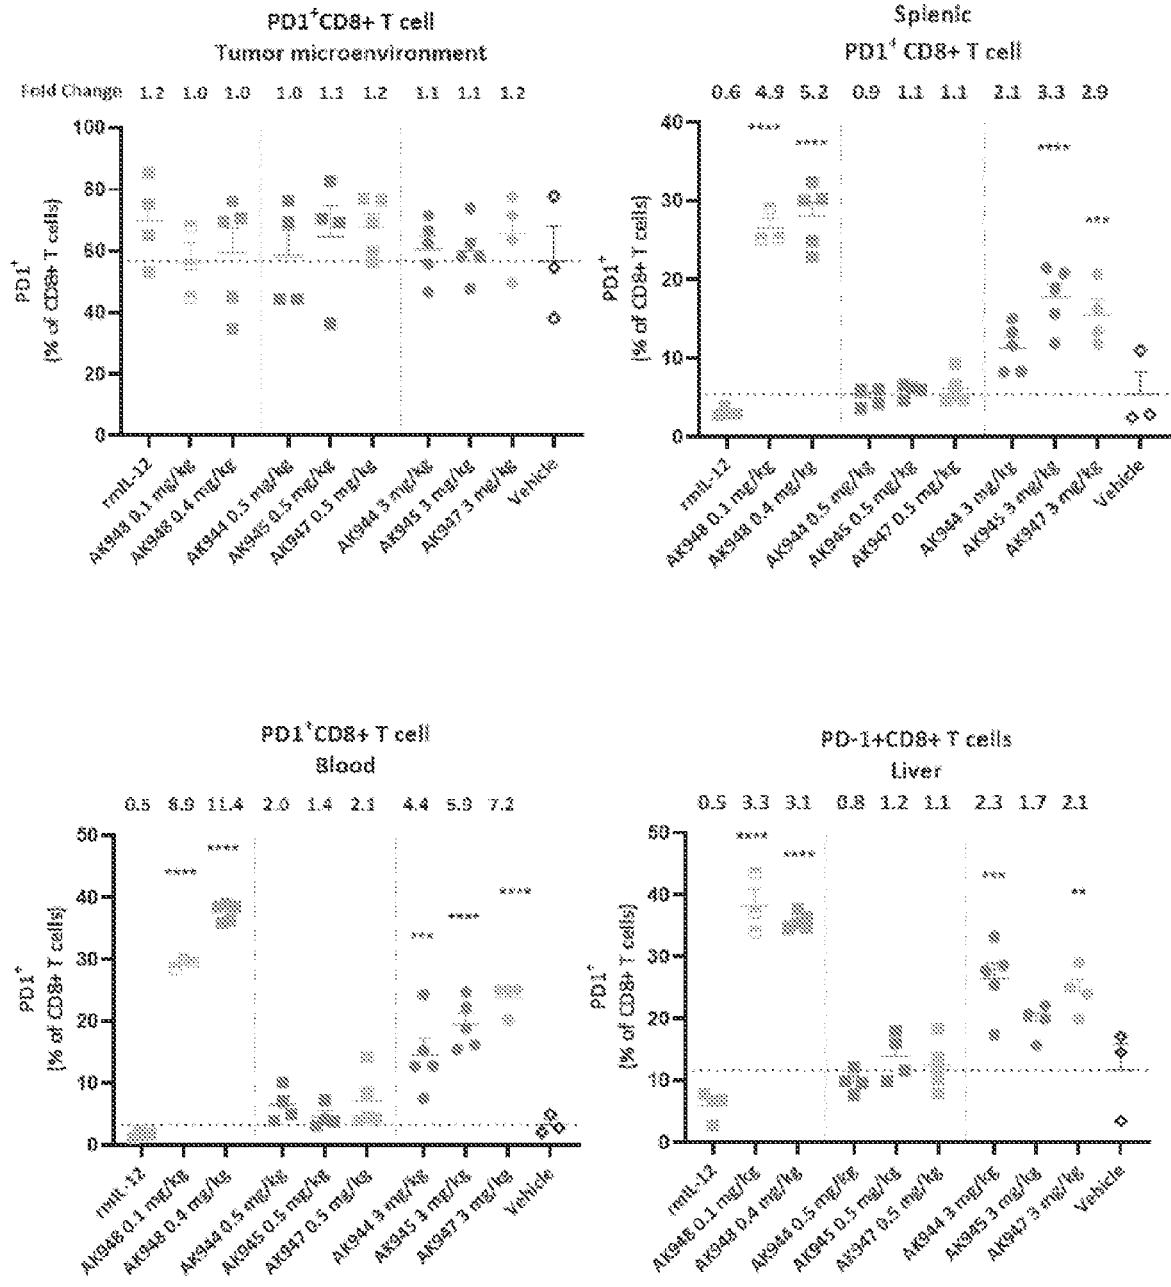 PD1+CD8+ T cell
Tumor microenvironment
Fold Change 1.2 1.0 1.0 1.0 1.1 1.2 1.1 1.1 1.2
100
80
60
40
20
0
PD1+
(% of CD8+ T cells)
rmIL-12
AK948 0.1 mg/kg
AK948 0.4 mg/kg
AK944 0.5 mg/kg
AK945 0.5 mg/kg
AK947 0.5 mg/kg
AK944 3 mg/kg
AK945 3 mg/kg
AK947 3 mg/kg
Vehicle
Splenic
PD1+ CD8+ T cell
0.6 4.9 5.2 0.9 1.1 1.1 2.1 3.3 2.9
40
30
20
10
0
**** **** **** ***
PD1+
(% of CD8+ T cells)
rmIL-12
AK948 0.1 mg/kg
AK948 0.4 mg/kg
AK944 0.5 mg/kg
AK945 0.5 mg/kg
AK947 0.5 mg/kg
AK944 3 mg/kg
AK945 3 mg/kg
AK947 3 mg/kg
Vehicle
PD1+CD8+ T cell
Blood
0.5 8.9 11.4 2.0 1.4 2.1 4.4 5.9 7.2
50
40
30
20
10
0
**** **** *** **** ****
PD1+
(% of CD8+ T cells)
rmIL-12
AK948 0.1 mg/kg
AK948 0.4 mg/kg
AK944 0.5 mg/kg
AK945 0.5 mg/kg
AK947 0.5 mg/kg
AK944 3 mg/kg
AK945 3 mg/kg
AK947 3 mg/kg
Vehicle
PD-1+CD8+ T cells
Liver
0.5 3.3 3.1 0.8 1.2 1.1 2.3 1.7 2.1
50
40
30
20
10
0
**** **** *** **
PD1+
(% of CD8+ T cells)
rmIL-12
AK948 0.1 mg/kg
AK948 0.4 mg/kg
AK944 0.5 mg/kg
AK945 0.5 mg/kg
AK947 0.5 mg/kg
AK944 3 mg/kg
AK945 3 mg/kg
AK947 3 mg/kg
Vehicle